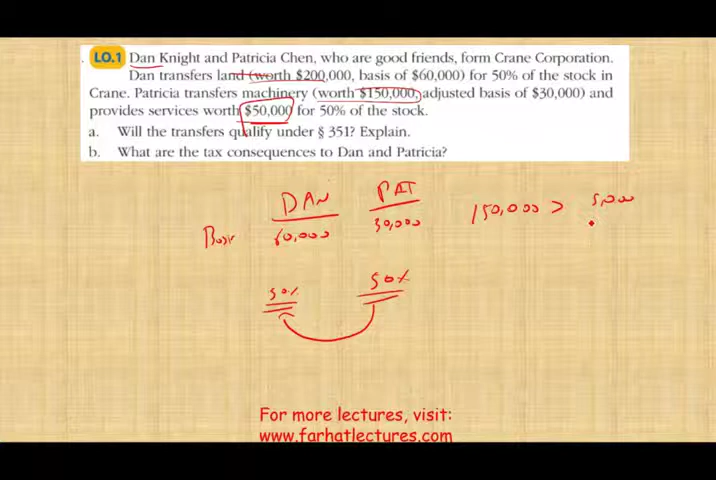 LO.1 Dan Knight and Patricia Chen, who are good friends, form Crane Corporation.
Dan transfers land (worth $200,000, basis of $60,000) for 50% of the stock in
Crane. Patricia transfers machinery (worth $150,000, adjusted basis of $30,000) and
provides services worth $50,000 for 50% of the stock.
a. Will the transfers qualify under § 351? Explain.
b. What are the tax consequences to Dan and Patricia?
DAN PAT
60,000 30,000 150,000 >
50% 50%
For more lectures, visit:
www.farhatlectures.com